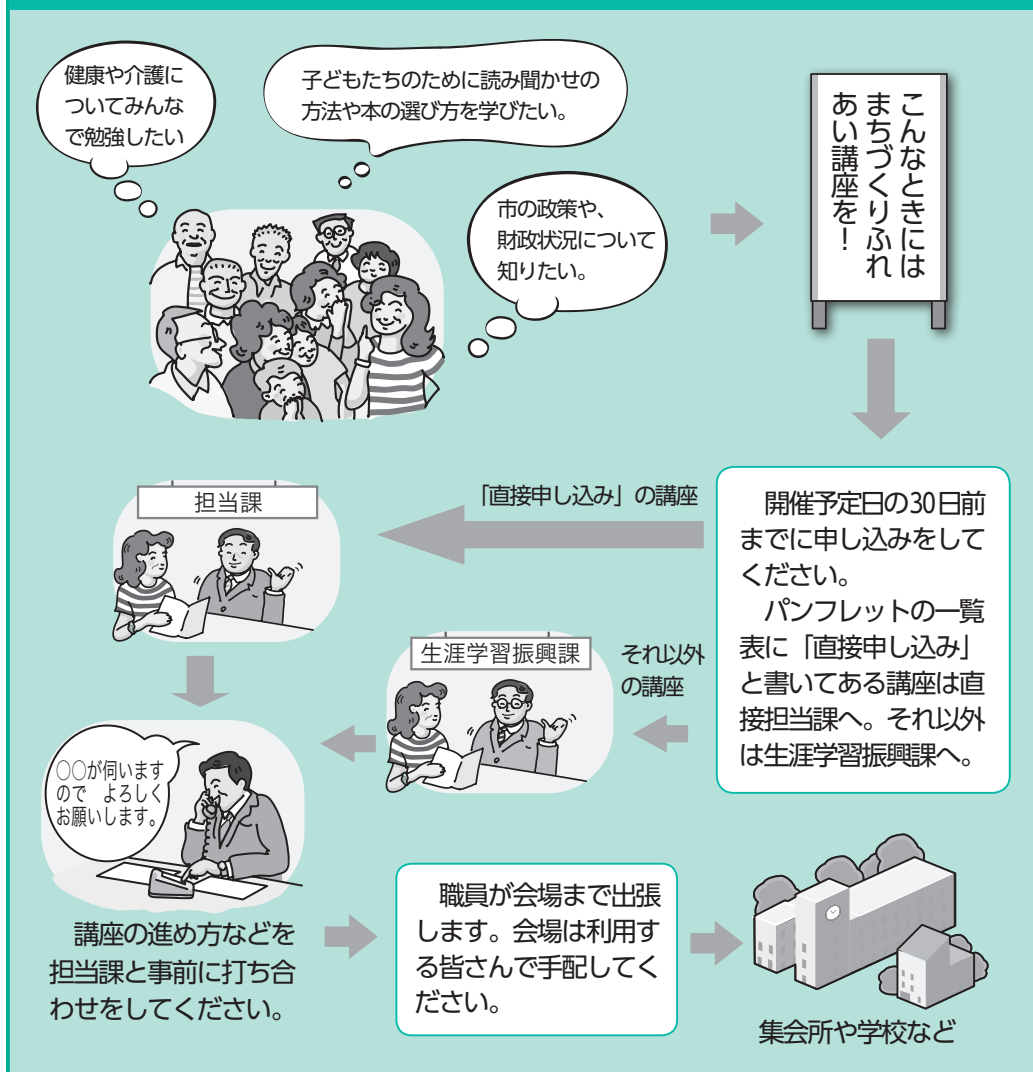 健康や介護に
ついてみんな
で勉強したい
子どもたちのために読み聞かせの
方法や本の選び方を学びたい。
市の政策や、
財政状況について
知りたい。
こんなときには
まちづくりふれ
あい講座を！
開催予定日の30日前
までに申し込みをして
ください。
パンフレットの一覧
表に「直接申し込み」
と書いてある講座は直
接担当課へ。それ以外
は生涯学習振興課へ。
「直接申し込み」の講座
担当課
それ以外
の講座
生涯学習振興課
○○が伺います
ので　よろしく
お願いします。
講座の進め方などを
担当課と事前に打ち合
わせをしてください。
職員が会場まで出張
します。会場は利用す
る皆さんで手配してく
ださい。
集会所や学校など